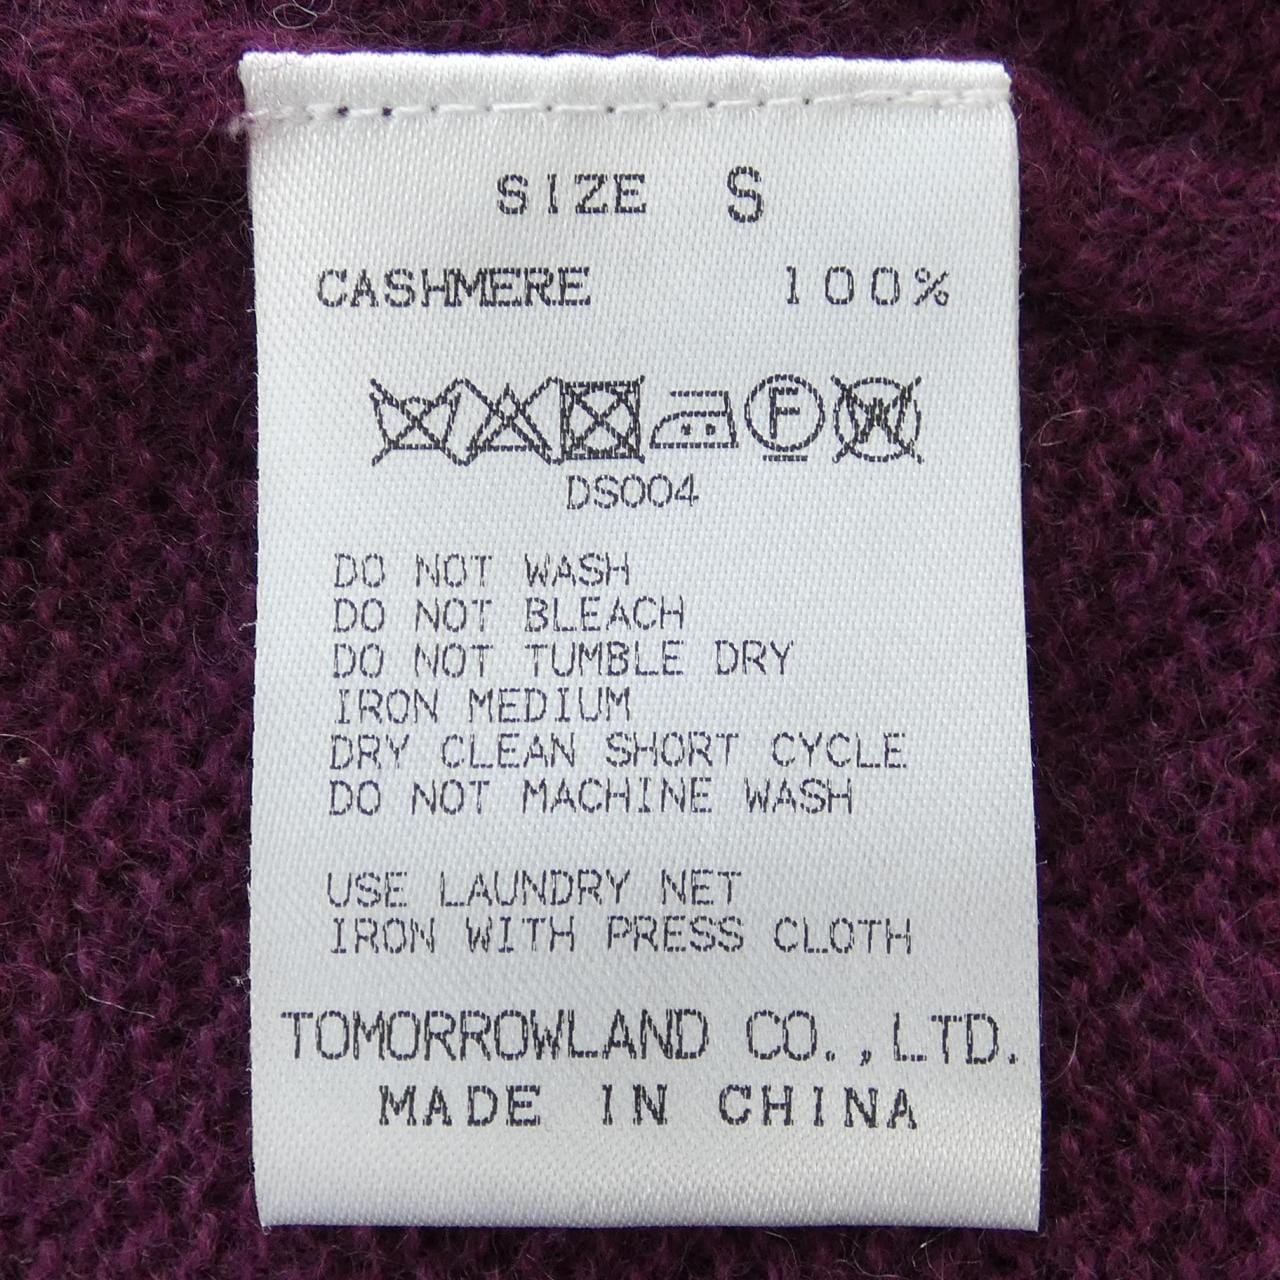 SIZE S
CASHMERE 100%
F W
DS004
DO NOT WASH
DO NOT BLEACH
DO NOT TUMBLE DRY
IRON MEDIUM
DRY CLEAN SHORT CYCLE
DO NOT MACHINE WASH
USE LAUNDRY NET
IRON WITH PRESS CLOTH
TOMORROWLAND CO.,LTD.
MADE IN CHINA